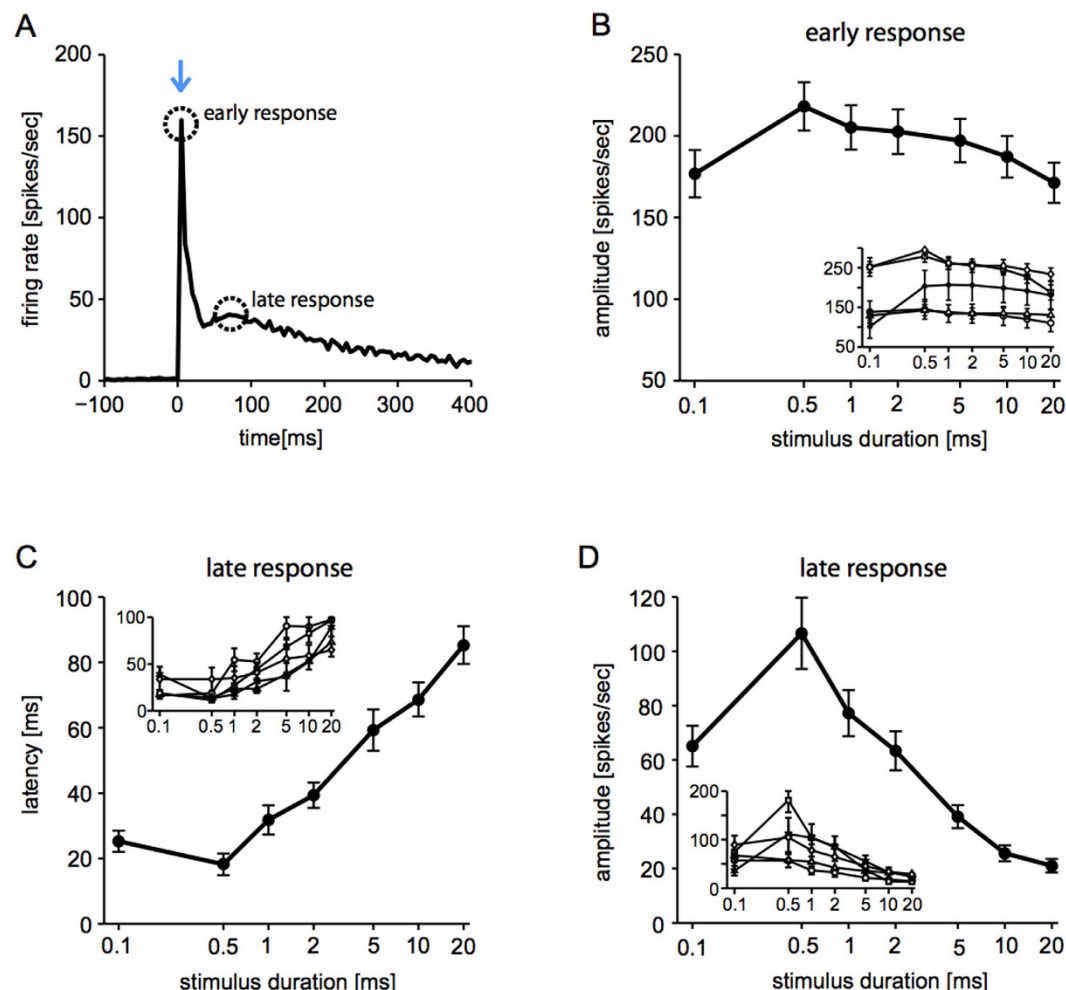 A
firing rate [spikes/sec]
200
150
100
50
0
early response
late response
−100 0 100 200 300 400
time[ms]
B
early response
amplitude [spikes/sec]
250
200
150
100
50
250
150
50
0.1 0.5 1 2 5 10 20
0.1 0.5 1 2 5 10 20
stimulus duration [ms]
C
late response
latency [ms]
100
80
60
40
20
0
100
50
0
0.1 0.5 1 2 5 10 20
0.1 0.5 1 2 5 10 20
stimulus duration [ms]
D
late response
amplitude [spikes/sec]
120
100
80
60
40
20
0
200
100
0
0.1 0.5 1 2 5 10 20
0.1 0.5 1 2 5 10 20
stimulus duration [ms]